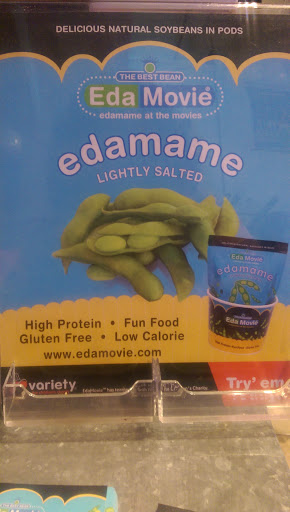 DELICIOUS NATURAL SOYBEANS IN PODS
THE BEST BEAN
Eda Movie®
edamame at the movies
edamame
LIGHTLY SALTED
Eda Movie
edamame
Eda Movie
High Protein • Fun Food
Gluten Free • Low Calorie
www.edamovie.com
variety
Try' em